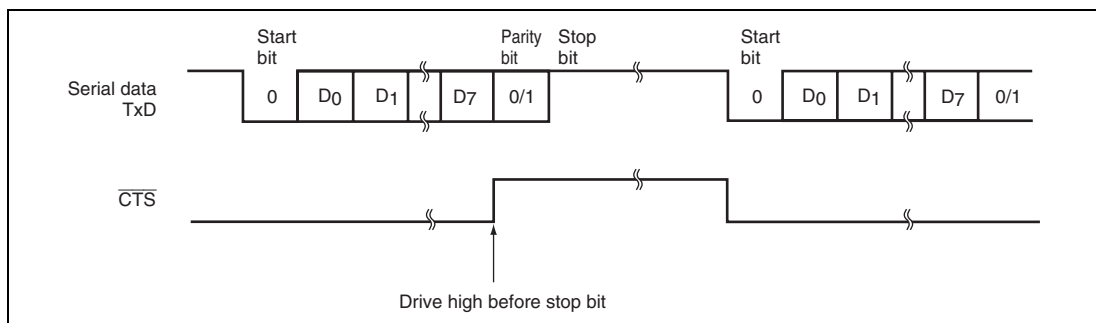 Start bit
Parity bit
Stop bit
Start bit
Serial data TxD
0
D0
D1
D7
0/1
0
D0
D1
D7
0/1
CTS
Drive high before stop bit